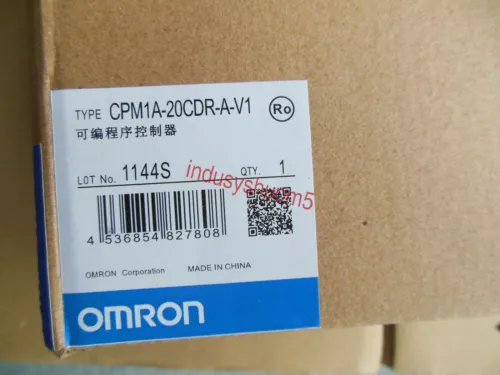 TYPE CPM1A-20CDR-A-V1 Ro
可编程序控制器
LOT No. 1144S QTY. 1
indusyshwem5
4 536854 827808
OMRON Corporation MADE IN CHINA
OMRON